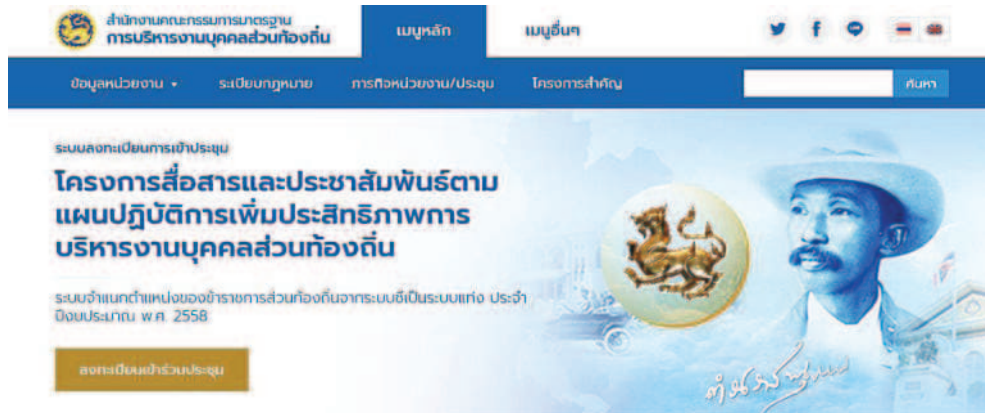 สำนักงานคณะกรรมการมาตรฐาน
การบริหารงานบุคคลส่วนท้องถิ่น
เมนูหลัก
เมนูอื่นๆ
ข้อมูลหน่วยงาน
ระเบียบกฎหมาย
ภารกิจหน่วยงาน/ประชุม
โครงการสำคัญ
ค้นหา
ระบบลงทะเบียนการเข้าประชุม
โครงการสื่อสารและประชาสัมพันธ์ตาม
แผนปฏิบัติการเพิ่มประสิทธิภาพการ
บริหารงานบุคคลส่วนท้องถิ่น
ระบบจำแนกตำแหน่งของข้าราชการส่วนท้องถิ่นจากระบบซีเป็นระบบแท่ง ประจำ
ปีงบประมาณ พ.ศ. 2558
ลงทะเบียนเข้าร่วมประชุม